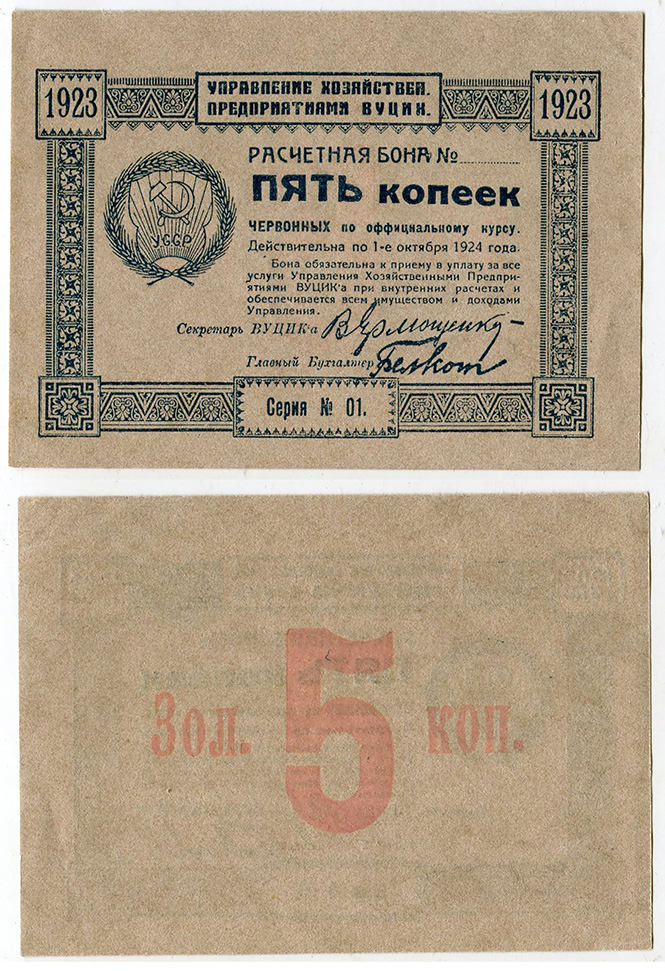 УПРАВЛЕНИЕ ХОЗЯЙСТВЕН.
ПРЕДПРИЯТИЯМИ ВУЦИК.
1923
1923
РАСЧЕТНАЯ БОНА №
ПЯТЬ копеек
ЧЕРВОННЫХ по оффициальному курсу.
Действительна по 1-е октября 1924 года.
Бона обязательна к приему в уплату за все
услуги Управления Хозяйственными Предпри-
ятиями ВУЦИК'а при внутренних расчетах и
обеспечивается всем имуществом и доходами
Управления.
УССР
Секретарь ВУЦИК'а В Ярмощенку
Главный Бухгалтер
Серия № 01.
Зол. 5 коп.